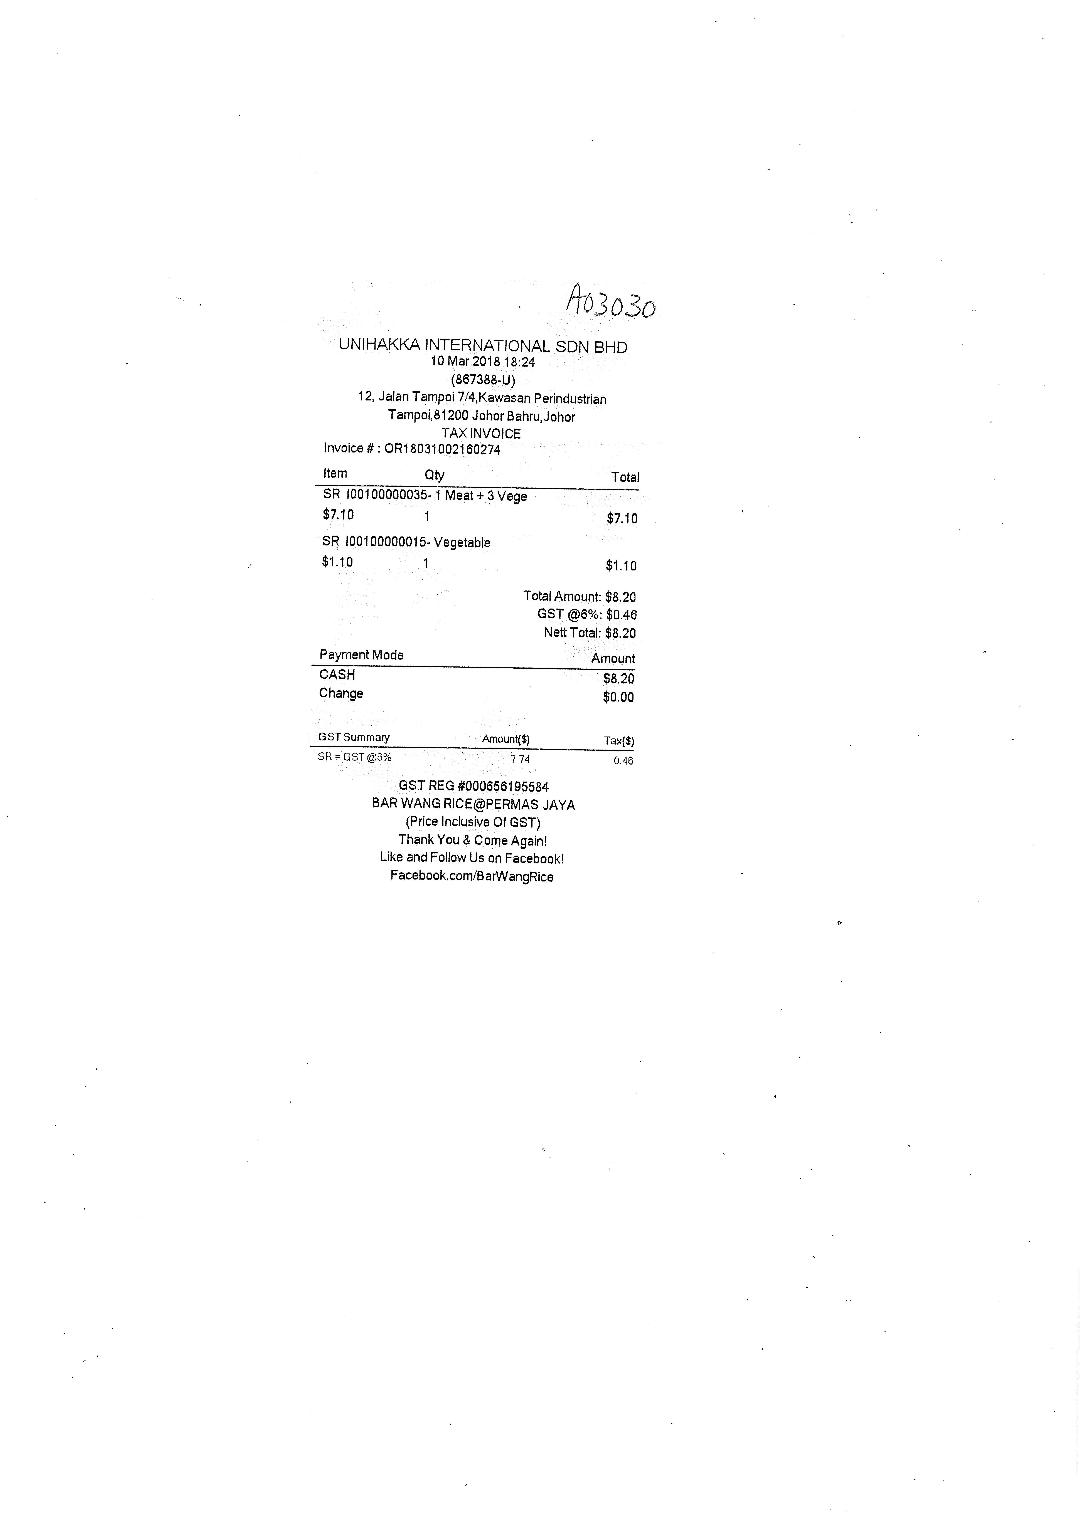 A03030
UNIHAKKA INTERNATIONAL SDN BHD
10 Mar 2018 18:24
(867388-U)
12, Jalan Tampoi 7/4,Kawasan Perindustrian
Tampoi,81200 Johor Bahru,Johor
TAX INVOICE
Invoice # : OR18031002160274
Item Qty Total
SR I00100000035- 1 Meat + 3 Vege
$7.10 1 $7.10
SR I00100000015- Vegetable
$1.10 1 $1.10
Total Amount: $8.20
GST @6%: $0.46
Nett Total: $8.20
Payment Mode Amount
CASH $8.20
Change $0.00
GST Summary Amount($) Tax($)
SR = GST @6% 7.74 0.46
GST REG #000656195584
BAR WANG RICE@PERMAS JAYA
(Price Inclusive Of GST)
Thank You & Come Again!
Like and Follow Us on Facebook!
Facebook.com/BarWangRice